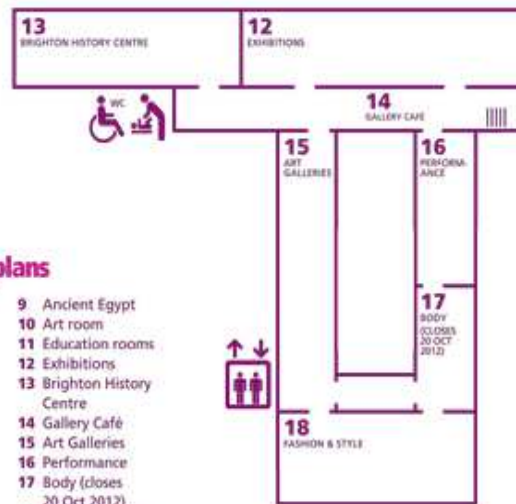 13
BRIGHTON HISTORY CENTRE
12
EXHIBITIONS
WC
14
GALLERY CAFÉ
15
ART
GALLERIES
16
PERFORM-
ANCE
17
BODY
(CLOSES
20 OCT
2012)
18
FASHION & STYLE
plans
9 Ancient Egypt
10 Art room
11 Education rooms
12 Exhibitions
13 Brighton History
Centre
14 Gallery Café
15 Art Galleries
16 Performance
17 Body (closes
20 Oct 2012)